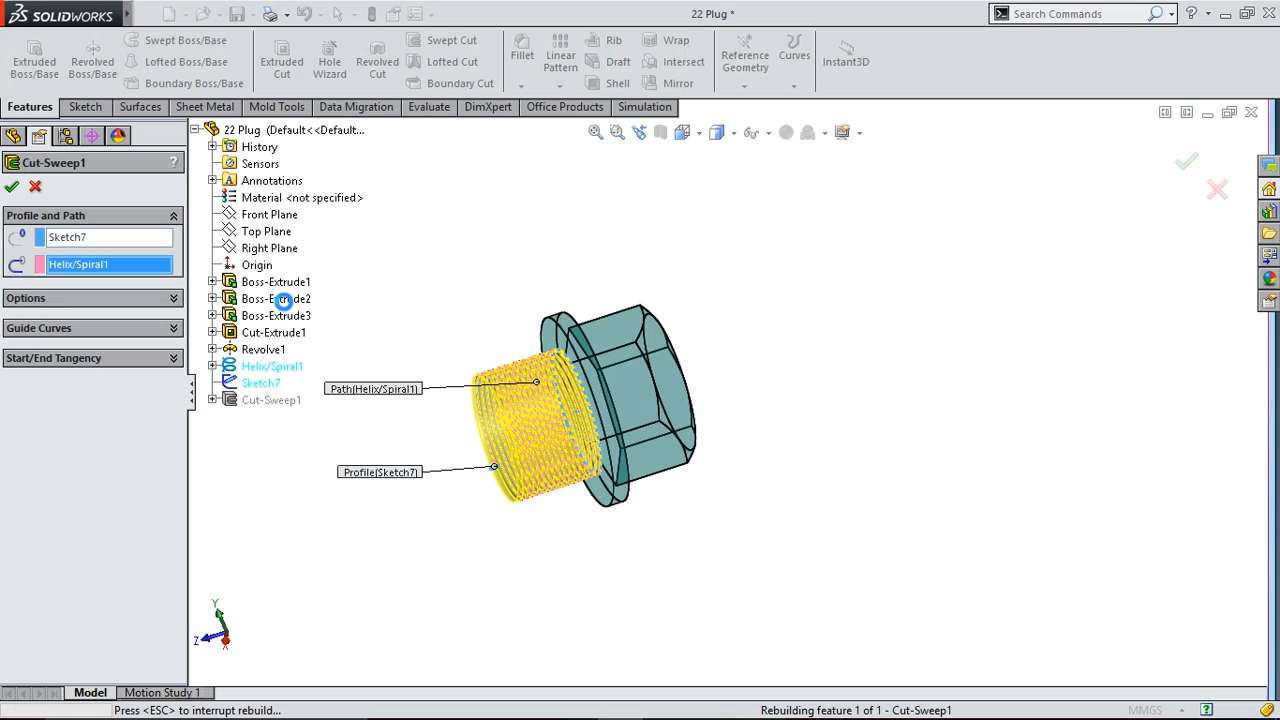 SOLIDWORKS
22 Plug *
Search Commands
Extruded Boss/Base
Revolved Boss/Base
Swept Boss/Base
Lofted Boss/Base
Boundary Boss/Base
Extruded Cut
Hole Wizard
Revolved Cut
Swept Cut
Lofted Cut
Boundary Cut
Fillet
Linear Pattern
Rib
Draft
Shell
Wrap
Intersect
Mirror
Reference Geometry
Curves
Instant3D
Features
Sketch
Surfaces
Sheet Metal
Mold Tools
Data Migration
Evaluate
DimXpert
Office Products
Simulation
Cut-Sweep1
?
Profile and Path
Sketch7
Helix/Spiral1
Options
Guide Curves
Start/End Tangency
22 Plug (Default<<Default...
History
Sensors
Annotations
Material <not specified>
Front Plane
Top Plane
Right Plane
Origin
Boss-Extrude1
Boss-Extrude2
Boss-Extrude3
Cut-Extrude1
Revolve1
Helix/Spiral1
Sketch7
Cut-Sweep1
Path(Helix/Spiral1)
Profile(Sketch7)
Y
Z
X
Model
Motion Study 1
Press <ESC> to interrupt rebuild...
Rebuilding feature 1 of 1 - Cut-Sweep1
MMGS